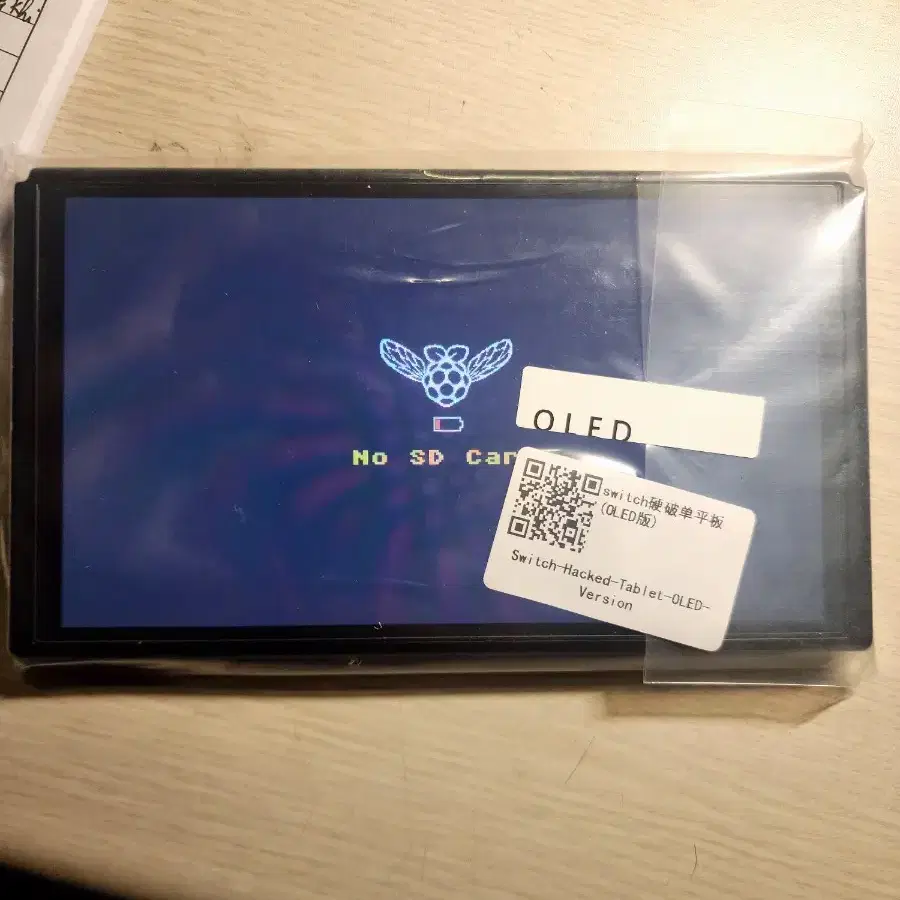 No SD Car
OLED
switch硬破单平板
(OLED版)
Switch-Hacked-Tablet-OLED-
Version